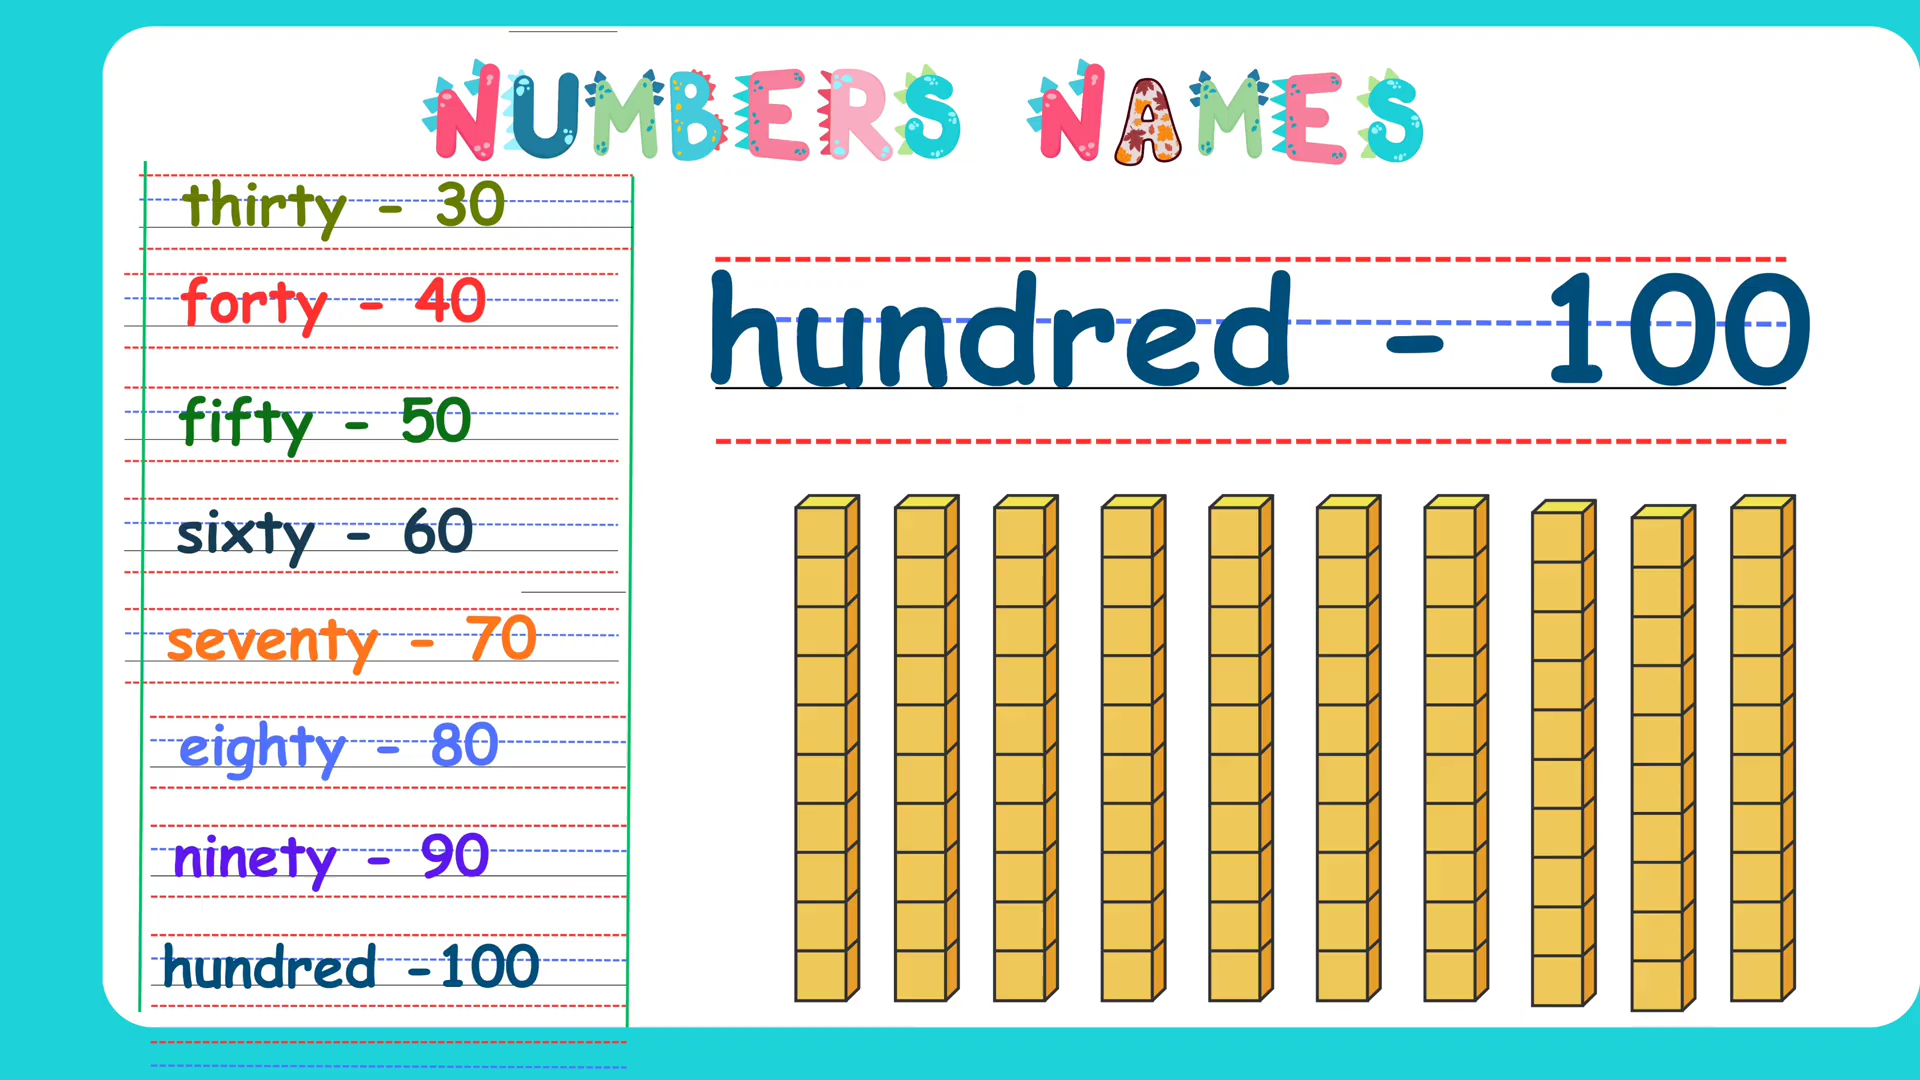 NUMBERS NAMES
thirty - 30
forty - 40
fifty - 50
sixty - 60
seventy - 70
eighty - 80
ninety - 90
hundred -100
hundred - 100